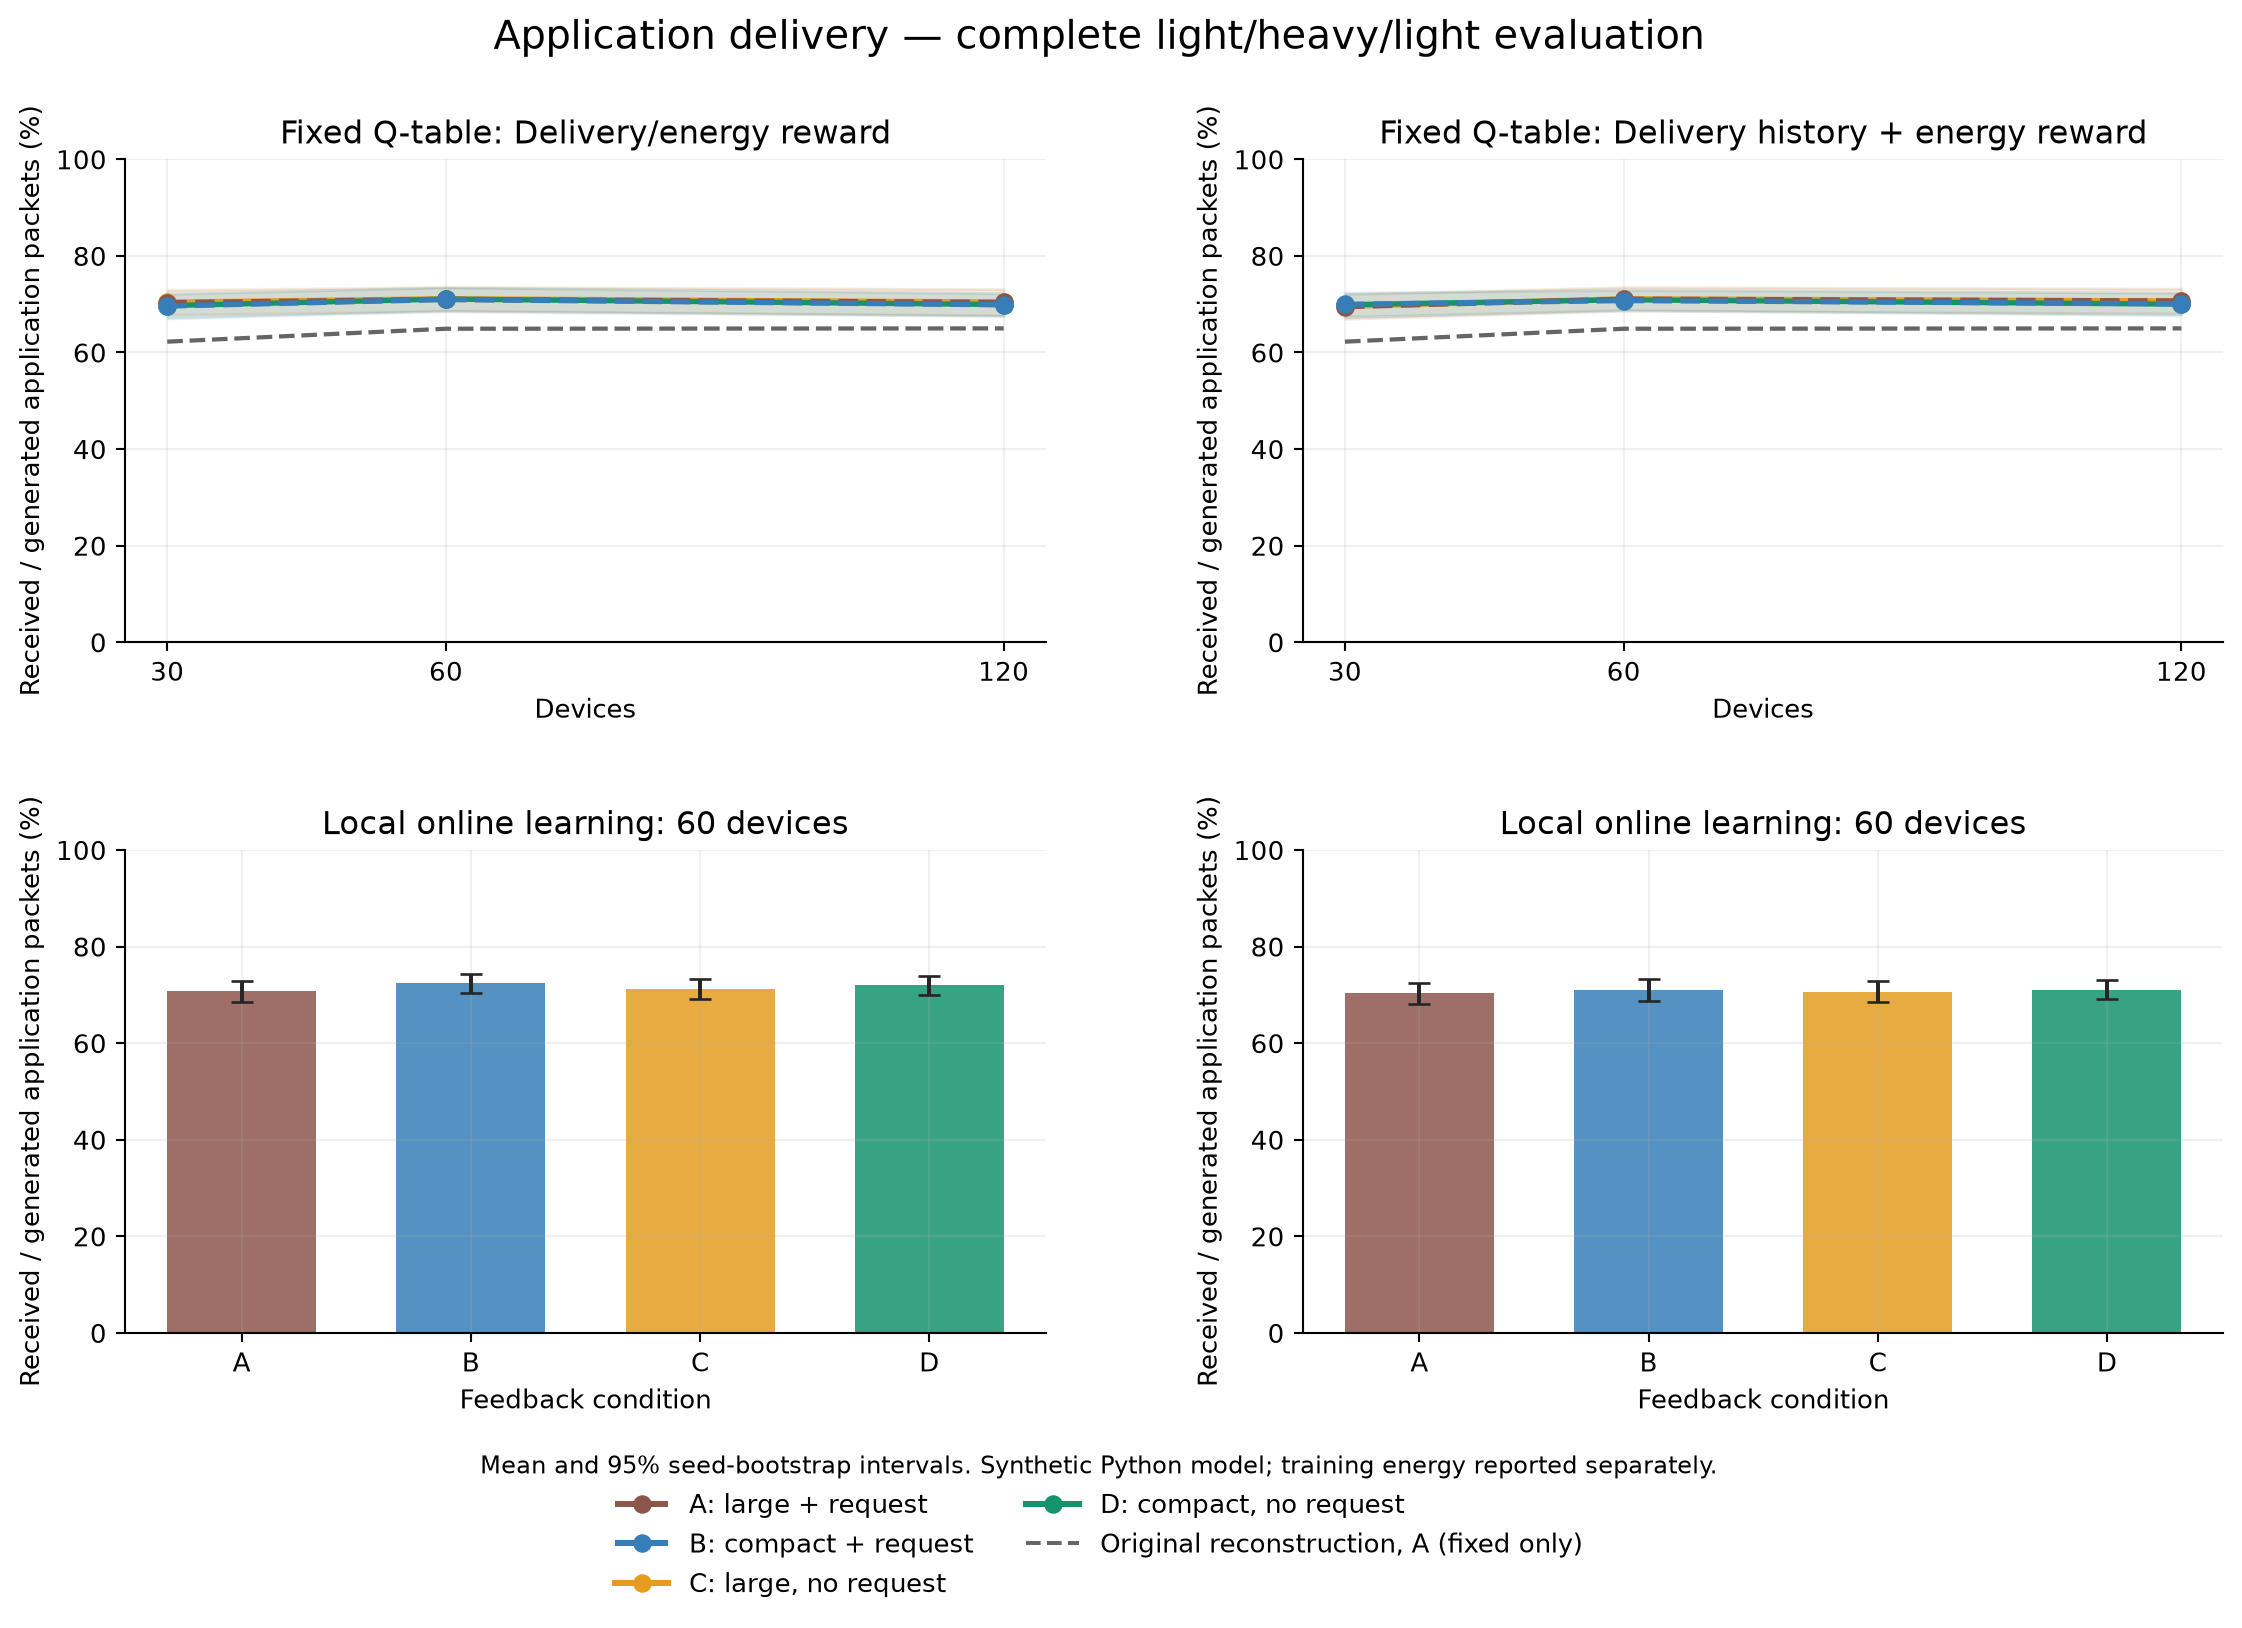 Application delivery — complete light/heavy/light evaluation
Fixed Q-table: Delivery/energy reward
Received / generated application packets (%)
100
80
60
40
20
0
30 60 120
Devices
Fixed Q-table: Delivery history + energy reward
Received / generated application packets (%)
100
80
60
40
20
0
30 60 120
Devices
Local online learning: 60 devices
Received / generated application packets (%)
100
80
60
40
20
0
A B C D
Feedback condition
Local online learning: 60 devices
Received / generated application packets (%)
100
80
60
40
20
0
A B C D
Feedback condition
Mean and 95% seed-bootstrap intervals. Synthetic Python model; training energy reported separately.
A: large + request
B: compact + request
C: large, no request
D: compact, no request
Original reconstruction, A (fixed only)